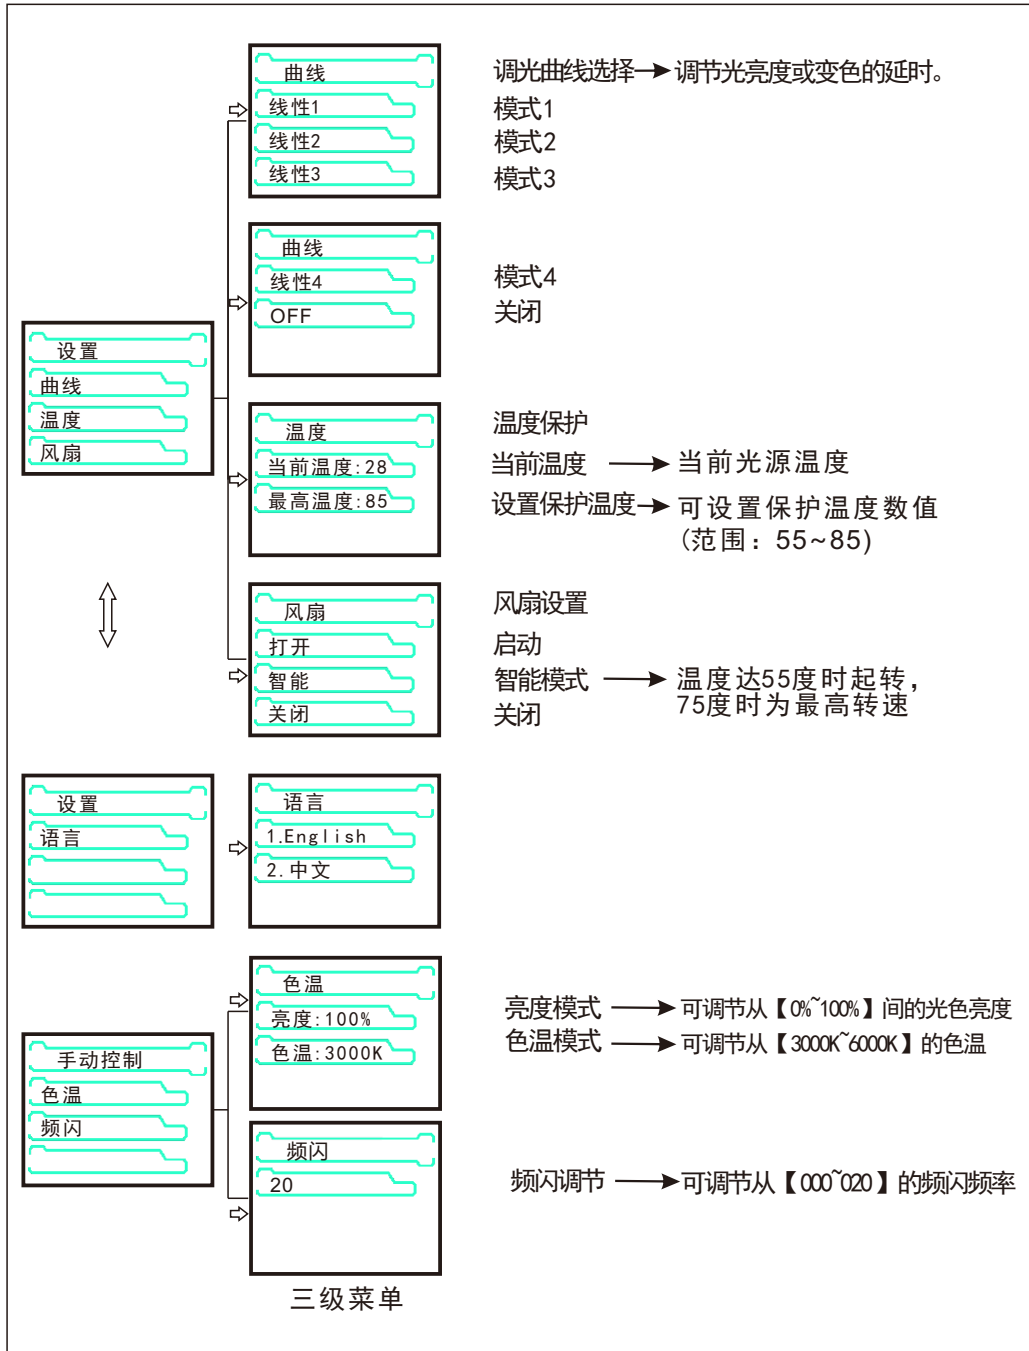 曲线
线性1
线性2
线性3
调光曲线选择
调节光亮度或变色的延时。
模式1
模式2
模式3
曲线
线性4
OFF
模式4
关闭
设置
曲线
温度
风扇
温度
当前温度:28
最高温度:85
温度保护
当前温度
当前光源温度
设置保护温度
可设置保护温度数值
(范围：55~85)
风扇
打开
智能
关闭
风扇设置
启动
智能模式
温度达55度时起转，
75度时为最高转速
关闭
设置
语言
语言
1.English
2.中文
手动控制
色温
频闪
色温
亮度:100%
色温:3000K
亮度模式
可调节从【0%~100%】间的光色亮度
色温模式
可调节从【3000K~6000K】的色温
频闪
20
频闪调节
可调节从【000~020】的频闪频率
三级菜单